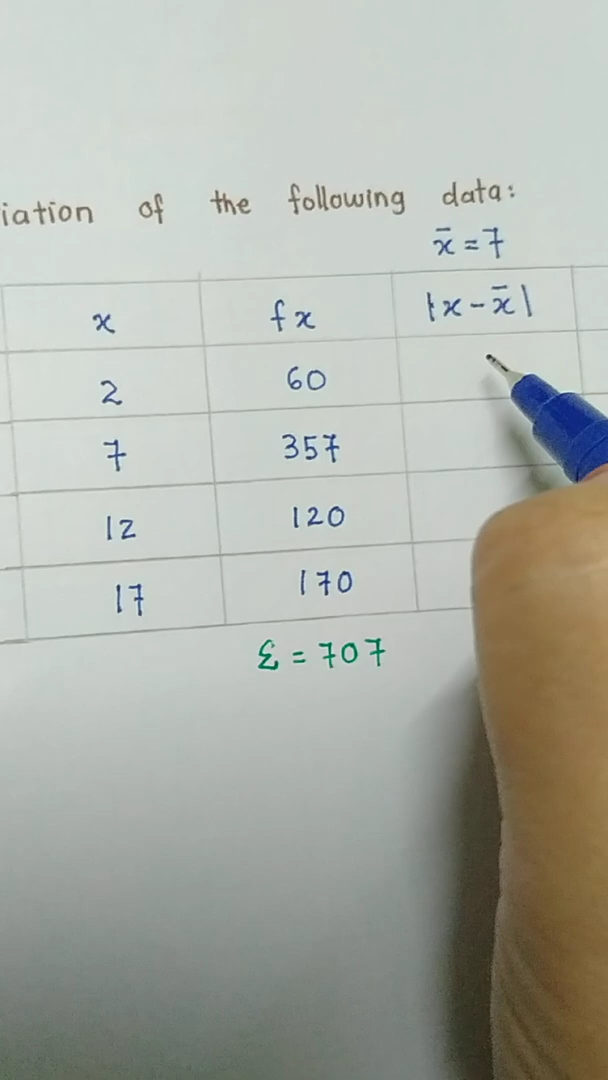 iation of the following data:
x̄ = 7
x fx |x - x̄|
2 60
7 357
12 120
17 170
Σ = 707